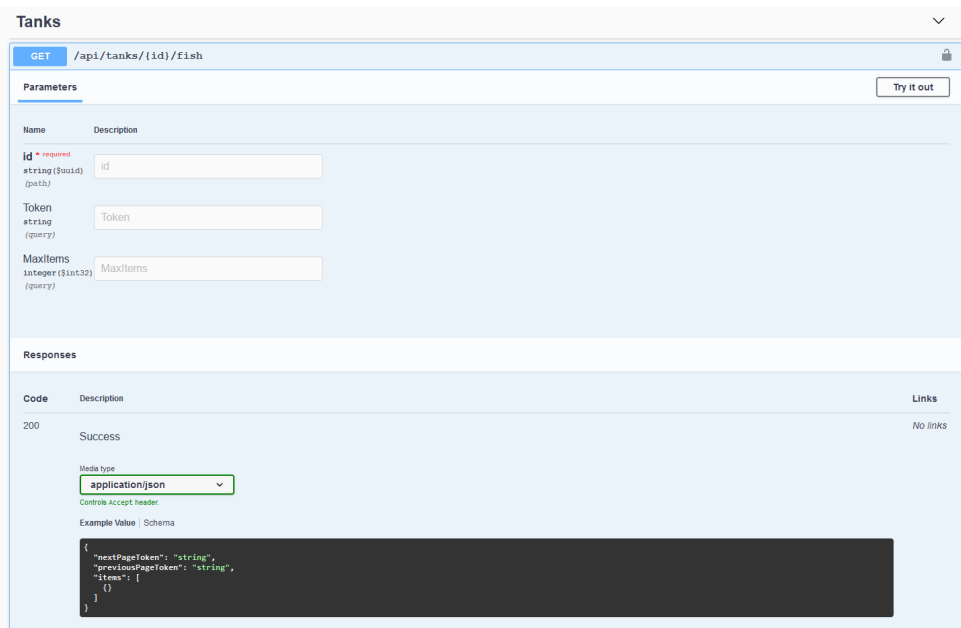 Tanks
GET /api/tanks/{id}/fish
Parameters
Try it out
Name Description
id * required
string($uuid)
(path)
id
Token
string
(query)
Token
MaxItems
integer($int32)
(query)
MaxItems
Responses
Code Description Links
200 Success No links
Media type
application/json
Controls Accept header.
Example Value Schema
{
  "nextPageToken": "string",
  "previousPageToken": "string",
  "items": [
    {}
  ]
}